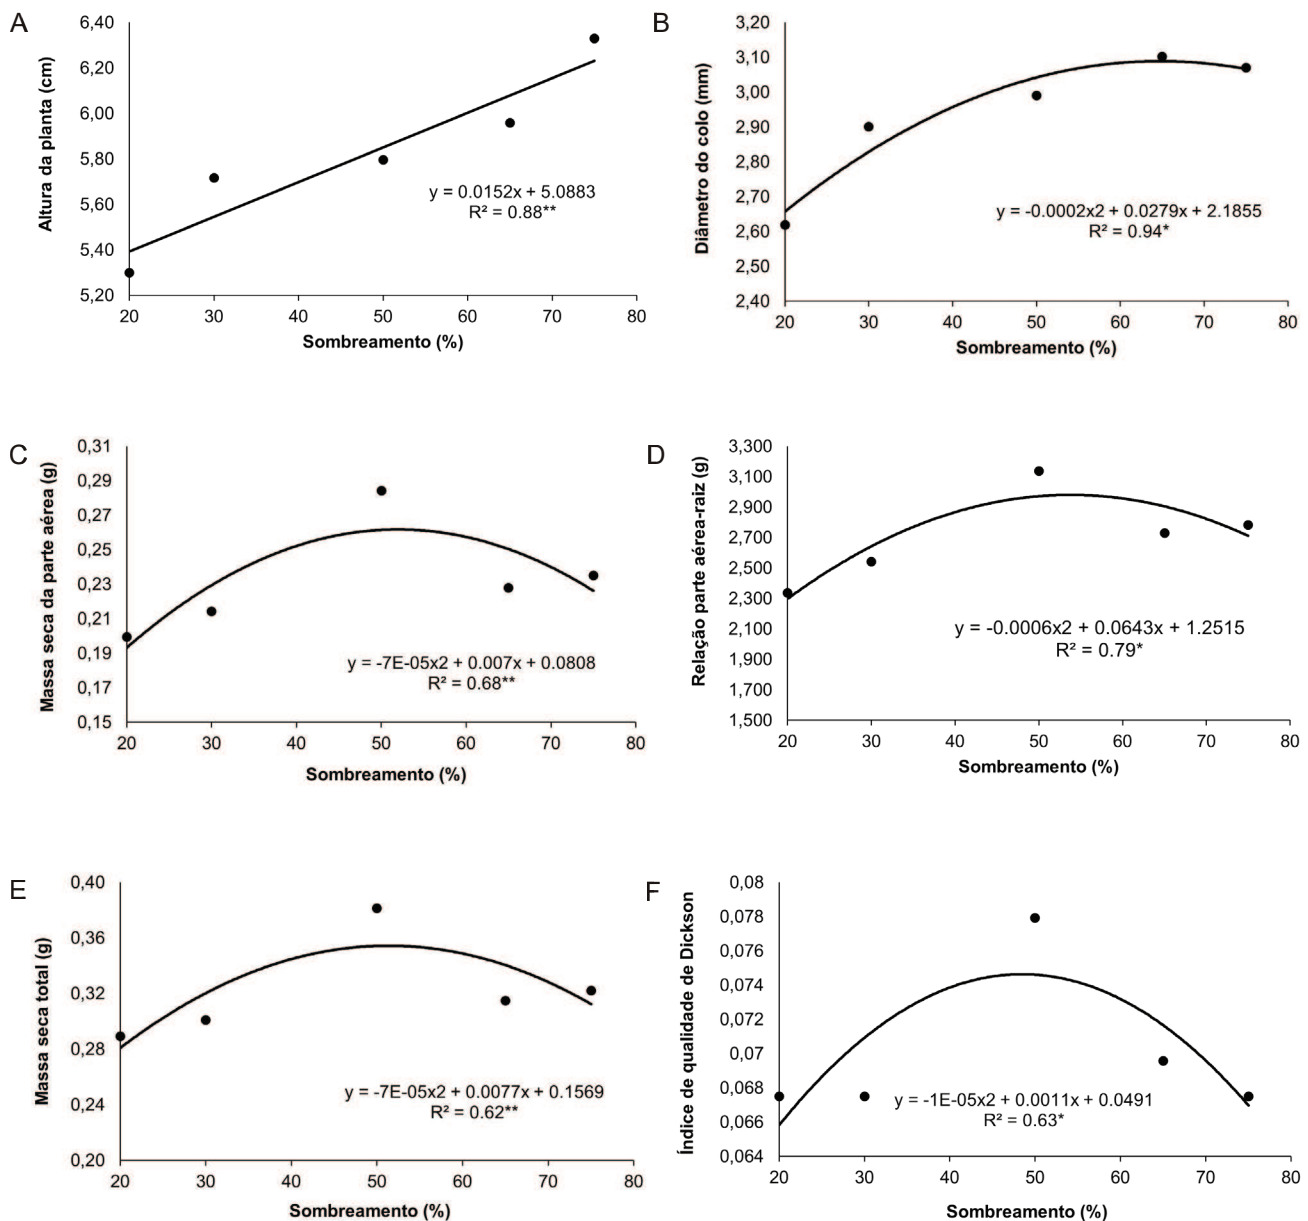 A
Altura da planta (cm)
6,40
6,20
6,00
5,80
5,60
5,40
5,20
y = 0.0152x + 5.0883
R² = 0.88**
20 30 40 50 60 70 80
Sombreamento (%)
B
Diâmetro do colo (mm)
3,20
3,10
3,00
2,90
2,80
2,70
2,60
2,50
2,40
y = -0.0002x2 + 0.0279x + 2.1855
R² = 0.94*
20 30 40 50 60 70 80
Sombreamento (%)
C
Massa seca da parte aérea (g)
0,31
0,29
0,27
0,25
0,23
0,21
0,19
0,17
0,15
y = -7E-05x2 + 0.007x + 0.0808
R² = 0.68**
20 30 40 50 60 70 80
Sombreamento (%)
D
Relação parte aérea-raiz (g)
3,300
3,100
2,900
2,700
2,500
2,300
2,100
1,900
1,700
1,500
y = -0.0006x2 + 0.0643x + 1.2515
R² = 0.79*
20 30 40 50 60 70 80
Sombreamento (%)
E
Massa seca total (g)
0,40
0,36
0,32
0,28
0,24
0,20
y = -7E-05x2 + 0.0077x + 0.1569
R² = 0.62**
20 30 40 50 60 70 80
Sombreamento (%)
F
Índice de qualidade de Dickson
0,08
0,078
0,076
0,074
0,072
0,07
0,068
0,066
0,064
y = -1E-05x2 + 0.0011x + 0.0491
R² = 0.63*
20 30 40 50 60 70 80
Sombreamento (%)